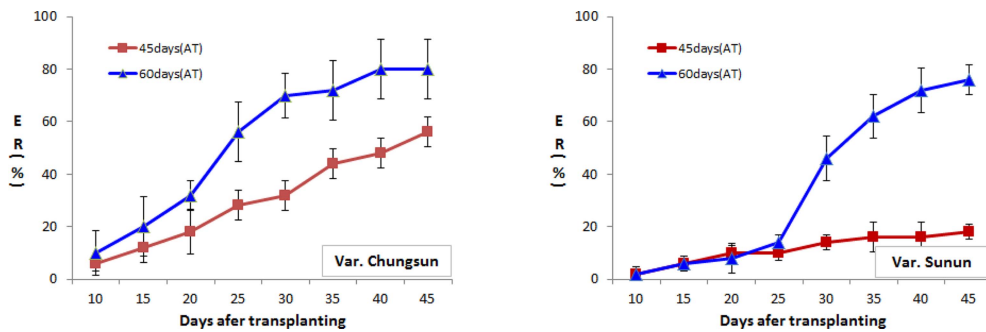 100
80
60
40
20
0
E
R
(%)
45days(AT)
60days(AT)
Var. Chungsun
10 15 20 25 30 35 40 45
Days afer transplanting
100
80
60
40
20
0
E
R
(%)
45days(AT)
60days(AT)
Var. Sunun
10 15 20 25 30 35 40 45
Days afer transplanting